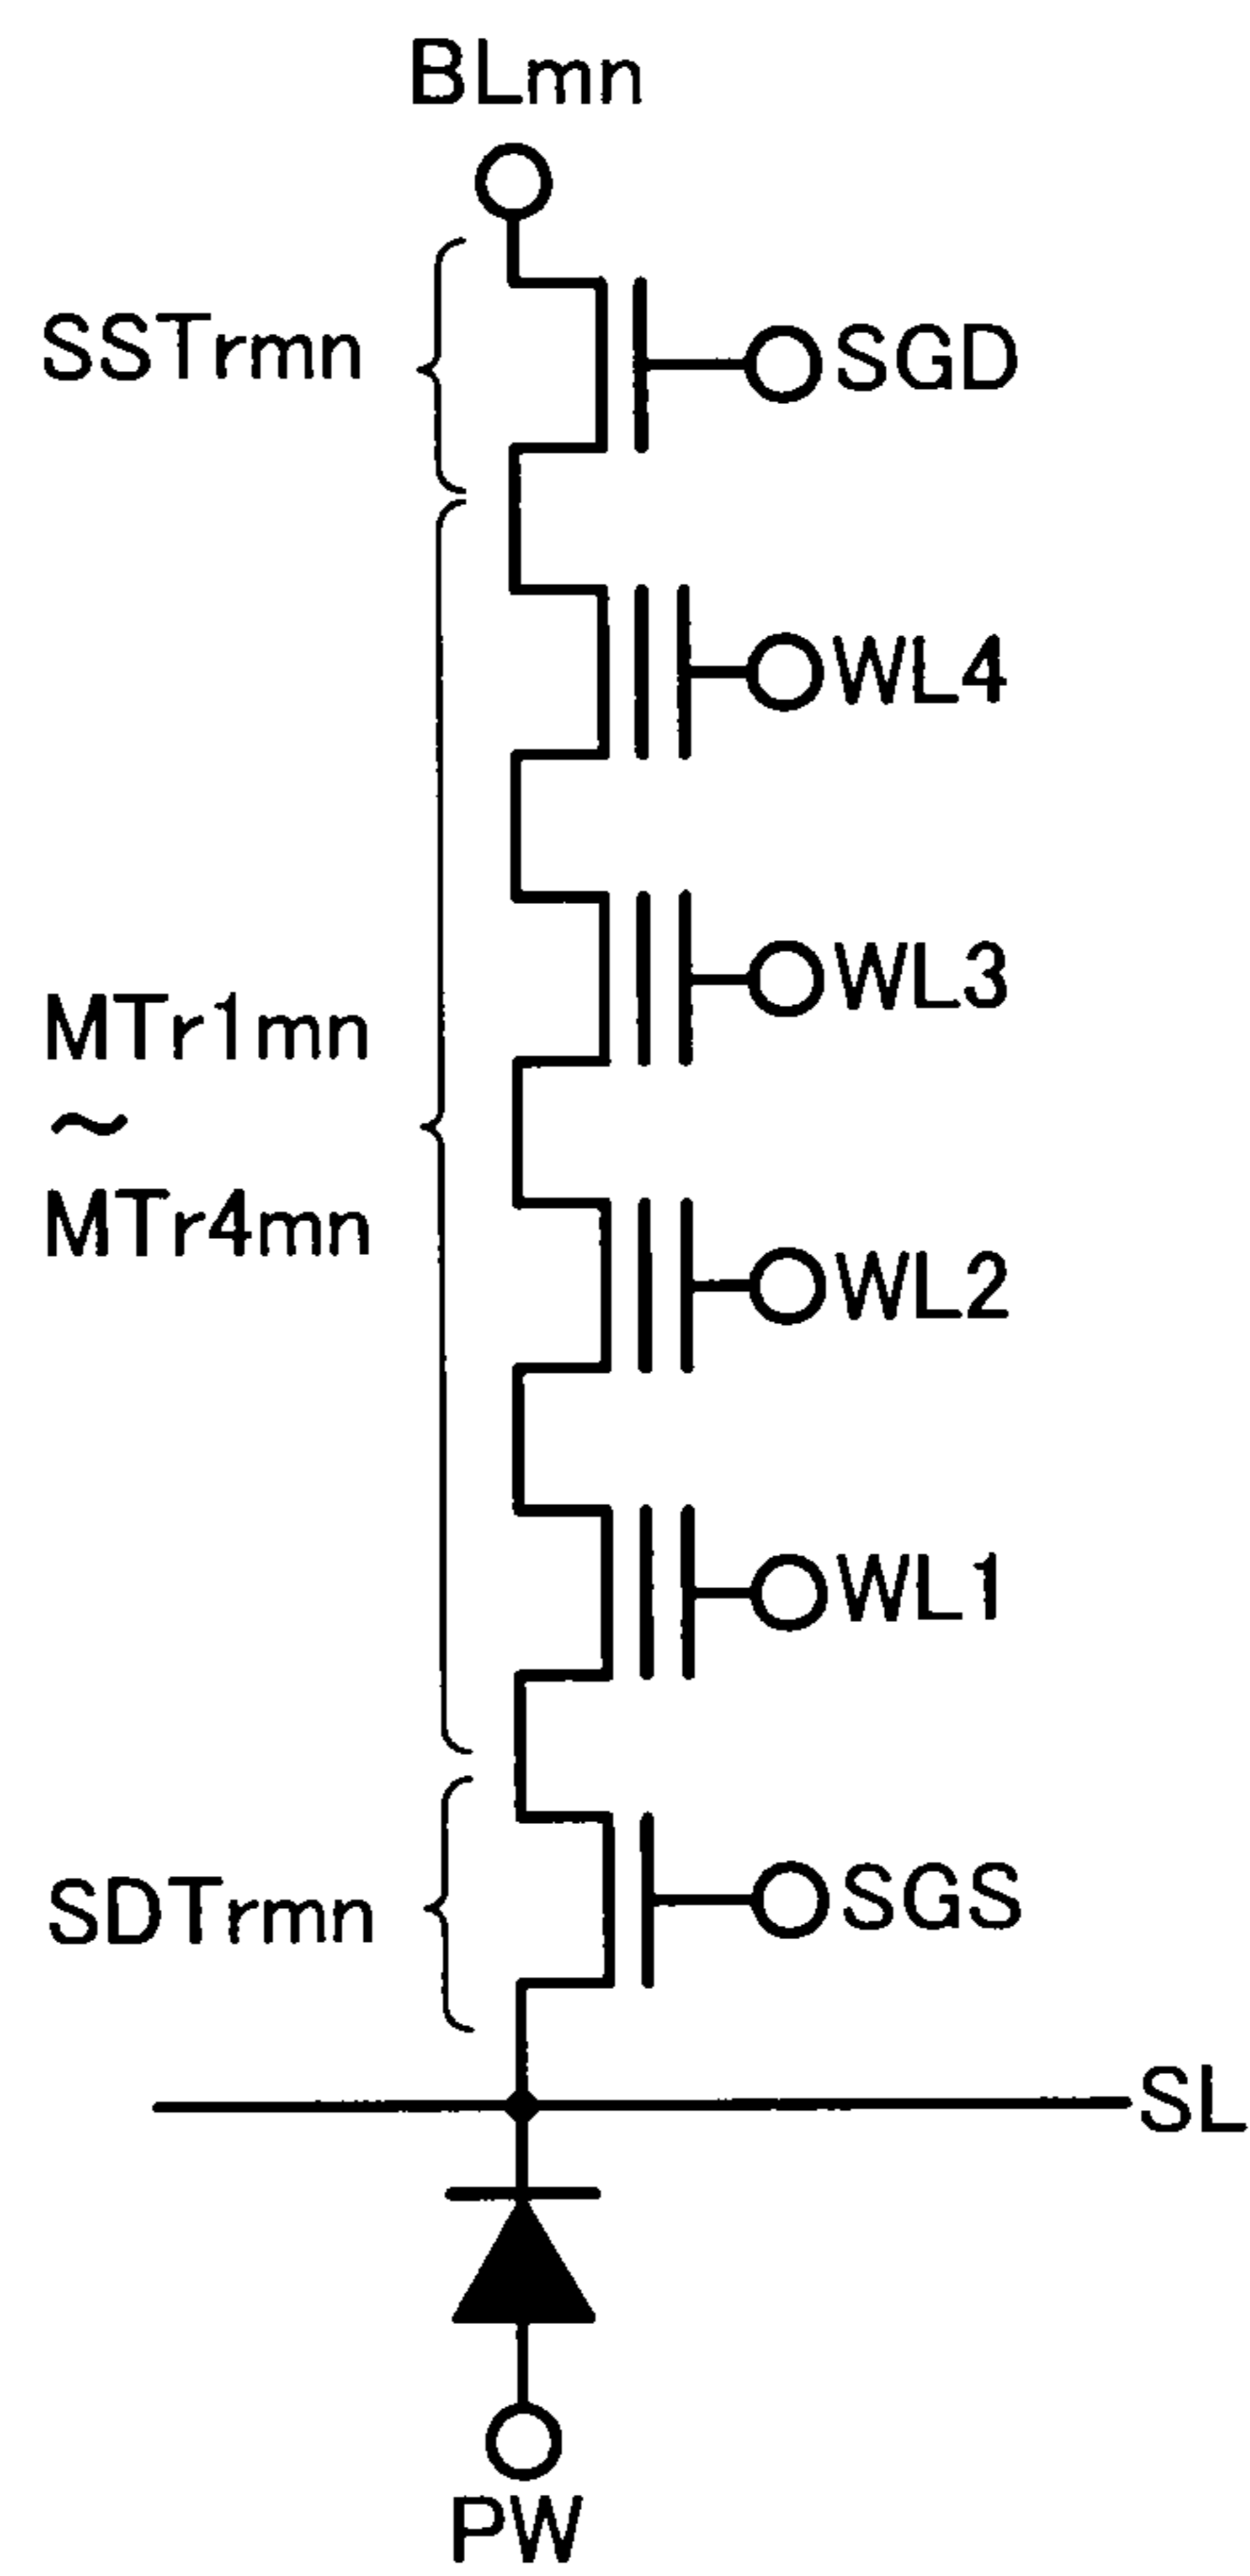 BLmn
SSTrmn
SGD
WL4
WL3
MTr1mn
~
MTr4mn
WL2
WL1
SDTrmn
SGS
SL
PW